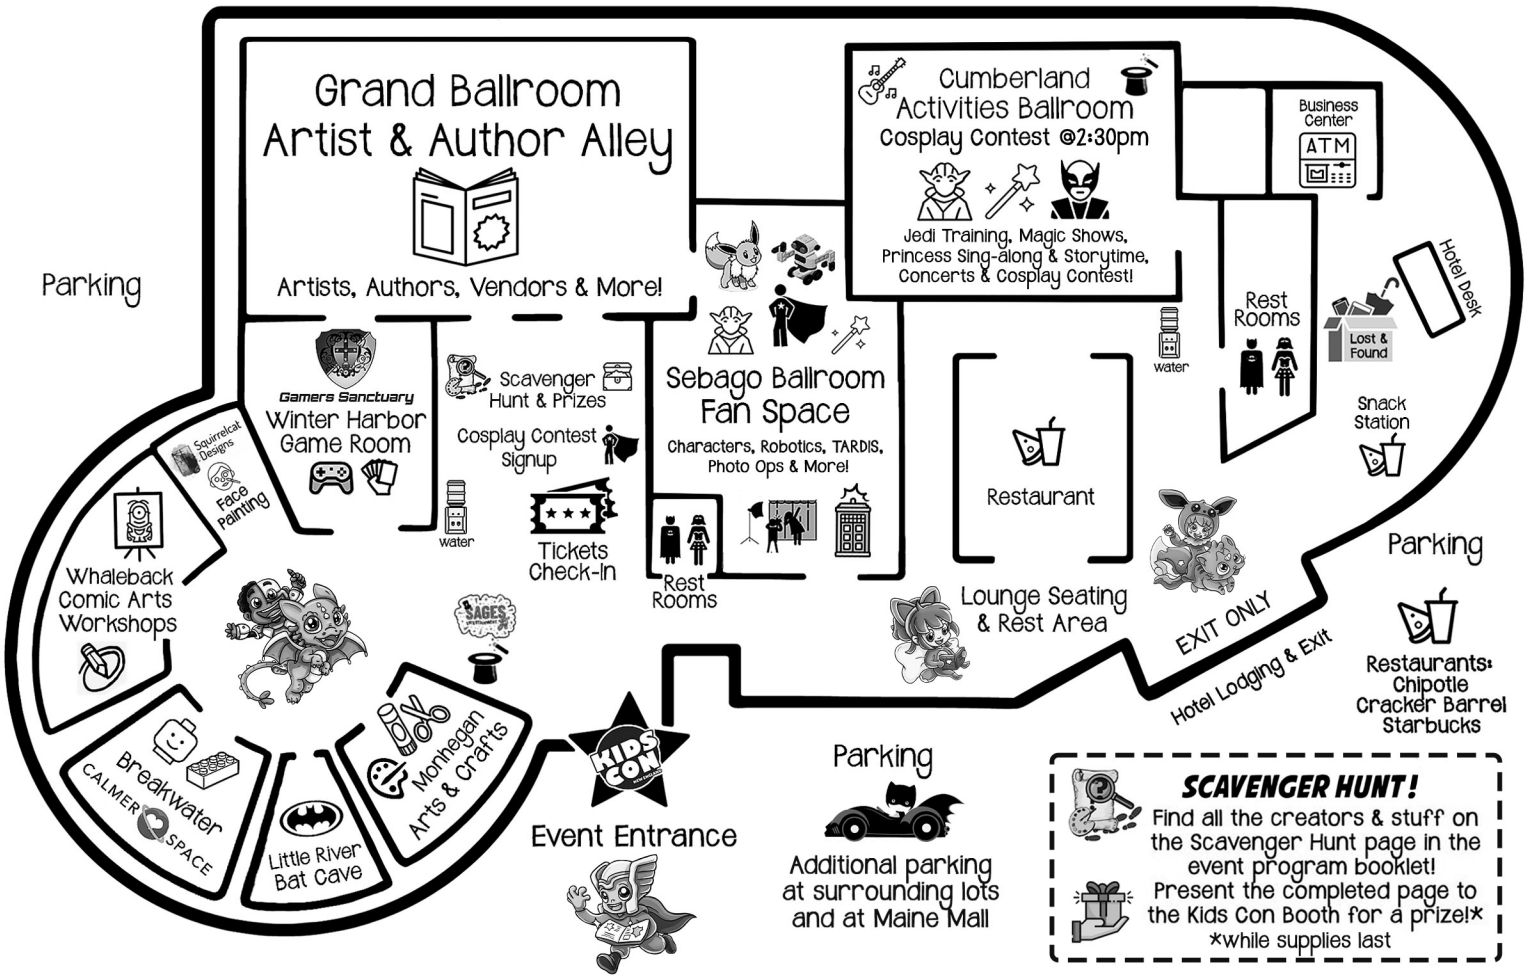 Grand Ballroom
Artist & Author Alley
Artists, Authors, Vendors & More!
Cumberland
Activities Ballroom
Cosplay Contest @2:30pm
Jedi Training, Magic Shows,
Princess Sing-along & Storytime,
Concerts & Cosplay Contest!
Business
Center
ATM
Parking
Hotel Desk
Rest
Rooms
Lost &
Found
water
Snack
Station
Gamers Sanctuary
Winter Harbor
Game Room
Scavenger
Hunt & Prizes
Cosplay Contest
Signup
water
Tickets
Check-In
Sebago Ballroom
Fan Space
Characters, Robotics, TARDIS,
Photo Ops & More!
Rest
Rooms
Restaurant
Lounge Seating
& Rest Area
EXIT ONLY
Hotel Lodging & Exit
Parking
Restaurants:
Chipotle
Cracker Barrel
Starbucks
Squirrelcat
Designs
Face
Painting
Whaleback
Comic Arts
Workshops
SAGES
ENTERTAINMENT
Breakwater
CALMER SPACE
Little River
Bat Cave
Monhegan
Arts & Crafts
KIDS
CON
NEW ENGLAND
Event Entrance
Parking
Additional parking
at surrounding lots
and at Maine Mall
SCAVENGER HUNT!
Find all the creators & stuff on
the Scavenger Hunt page in the
event program booklet!
Present the completed page to
the Kids Con Booth for a prize!*
*while supplies last